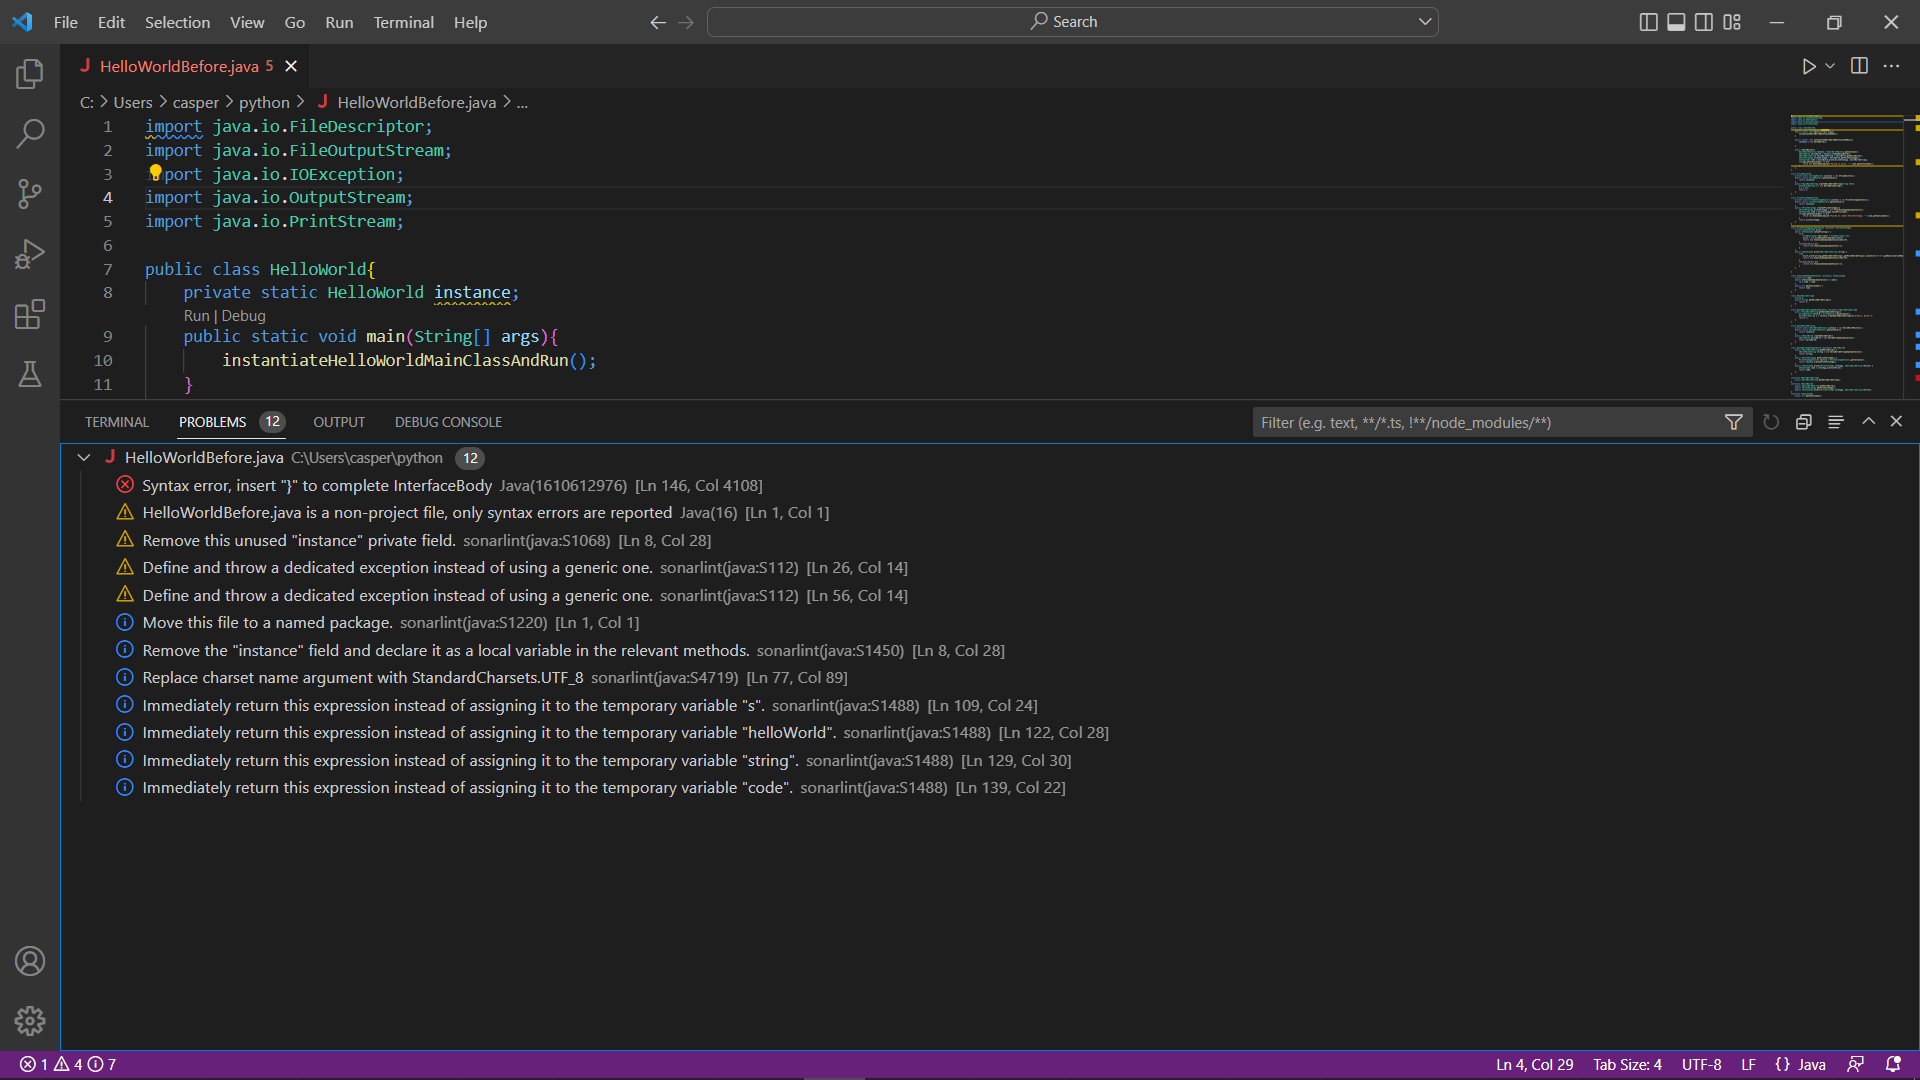 File Edit Selection View Go Run Terminal Help
Search
J HelloWorldBefore.java 5
C: > Users > casper > python > J HelloWorldBefore.java > ...
1 import java.io.FileDescriptor;
2 import java.io.FileOutputStream;
3 import java.io.IOException;
4 import java.io.OutputStream;
5 import java.io.PrintStream;
6
7 public class HelloWorld{
8 private static HelloWorld instance;
Run | Debug
9 public static void main(String[] args){
10 instantiateHelloWorldMainClassAndRun();
11 }
TERMINAL PROBLEMS 12 OUTPUT DEBUG CONSOLE
Filter (e.g. text, **/*.ts, !**/node_modules/**)
J HelloWorldBefore.java C:\Users\casper\python 12
Syntax error, insert "}" to complete InterfaceBody Java(1610612976) [Ln 146, Col 4108]
HelloWorldBefore.java is a non-project file, only syntax errors are reported Java(16) [Ln 1, Col 1]
Remove this unused "instance" private field. sonarlint(java:S1068) [Ln 8, Col 28]
Define and throw a dedicated exception instead of using a generic one. sonarlint(java:S112) [Ln 26, Col 14]
Define and throw a dedicated exception instead of using a generic one. sonarlint(java:S112) [Ln 56, Col 14]
Move this file to a named package. sonarlint(java:S1220) [Ln 1, Col 1]
Remove the "instance" field and declare it as a local variable in the relevant methods. sonarlint(java:S1450) [Ln 8, Col 28]
Replace charset name argument with StandardCharsets.UTF_8 sonarlint(java:S4719) [Ln 77, Col 89]
Immediately return this expression instead of assigning it to the temporary variable "s". sonarlint(java:S1488) [Ln 109, Col 24]
Immediately return this expression instead of assigning it to the temporary variable "helloWorld". sonarlint(java:S1488) [Ln 122, Col 28]
Immediately return this expression instead of assigning it to the temporary variable "string". sonarlint(java:S1488) [Ln 129, Col 30]
Immediately return this expression instead of assigning it to the temporary variable "code". sonarlint(java:S1488) [Ln 139, Col 22]
1 4 7
Ln 4, Col 29 Tab Size: 4 UTF-8 LF {} Java